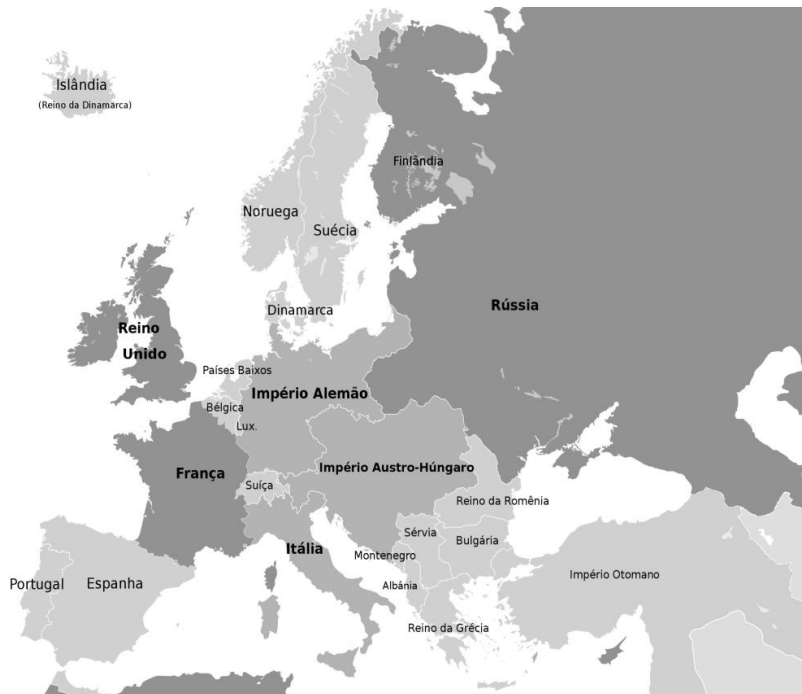 Islândia
(Reino da Dinamarca)
Finlândia
Noruega
Suécia
Rússia
Dinamarca
Reino
Unido
Países Baixos
Império Alemão
Bélgica
Lux.
França
Império Austro-Húngaro
Suíça
Reino da Romênia
Sérvia
Bulgária
Itália
Montenegro
Portugal
Espanha
Albánia
Império Otomano
Reino da Grécia